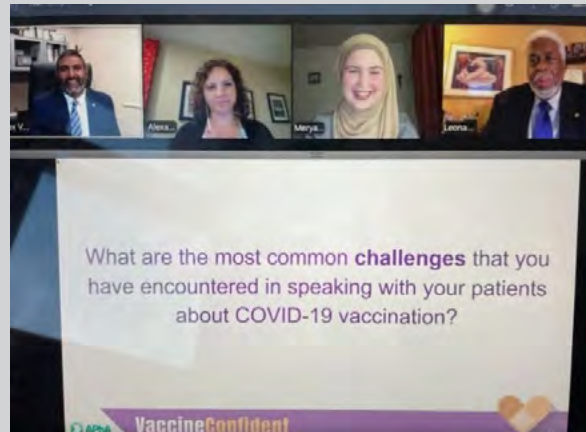 Alexa...
Merya...
Leona...
What are the most common challenges that you
have encountered in speaking with your patients
about COVID-19 vaccination?
APhA
VaccineConfident